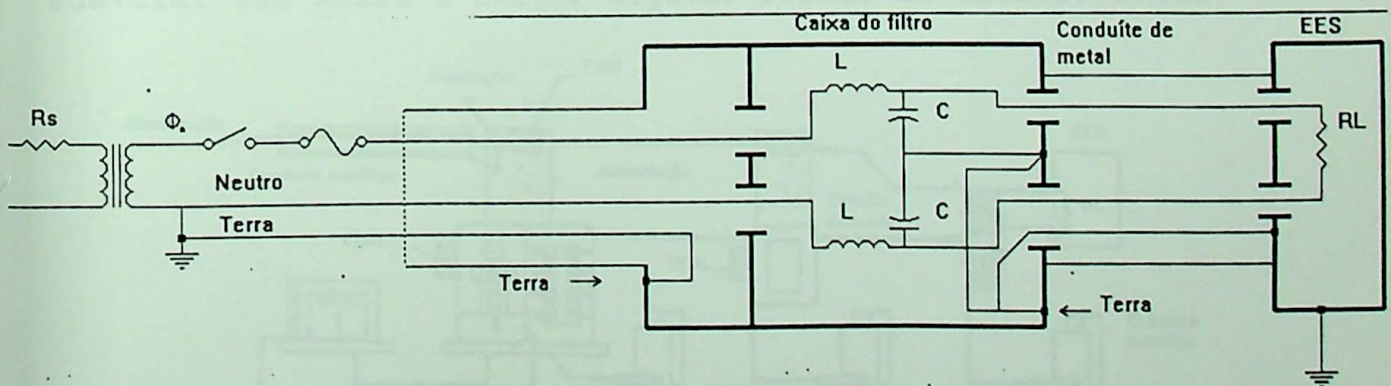 Caixa do filtro
Conduíte de
metal
EES
L
C
Rs
Φₐ
RL
Neutro
L
C
Terra
Terra →
← Terra